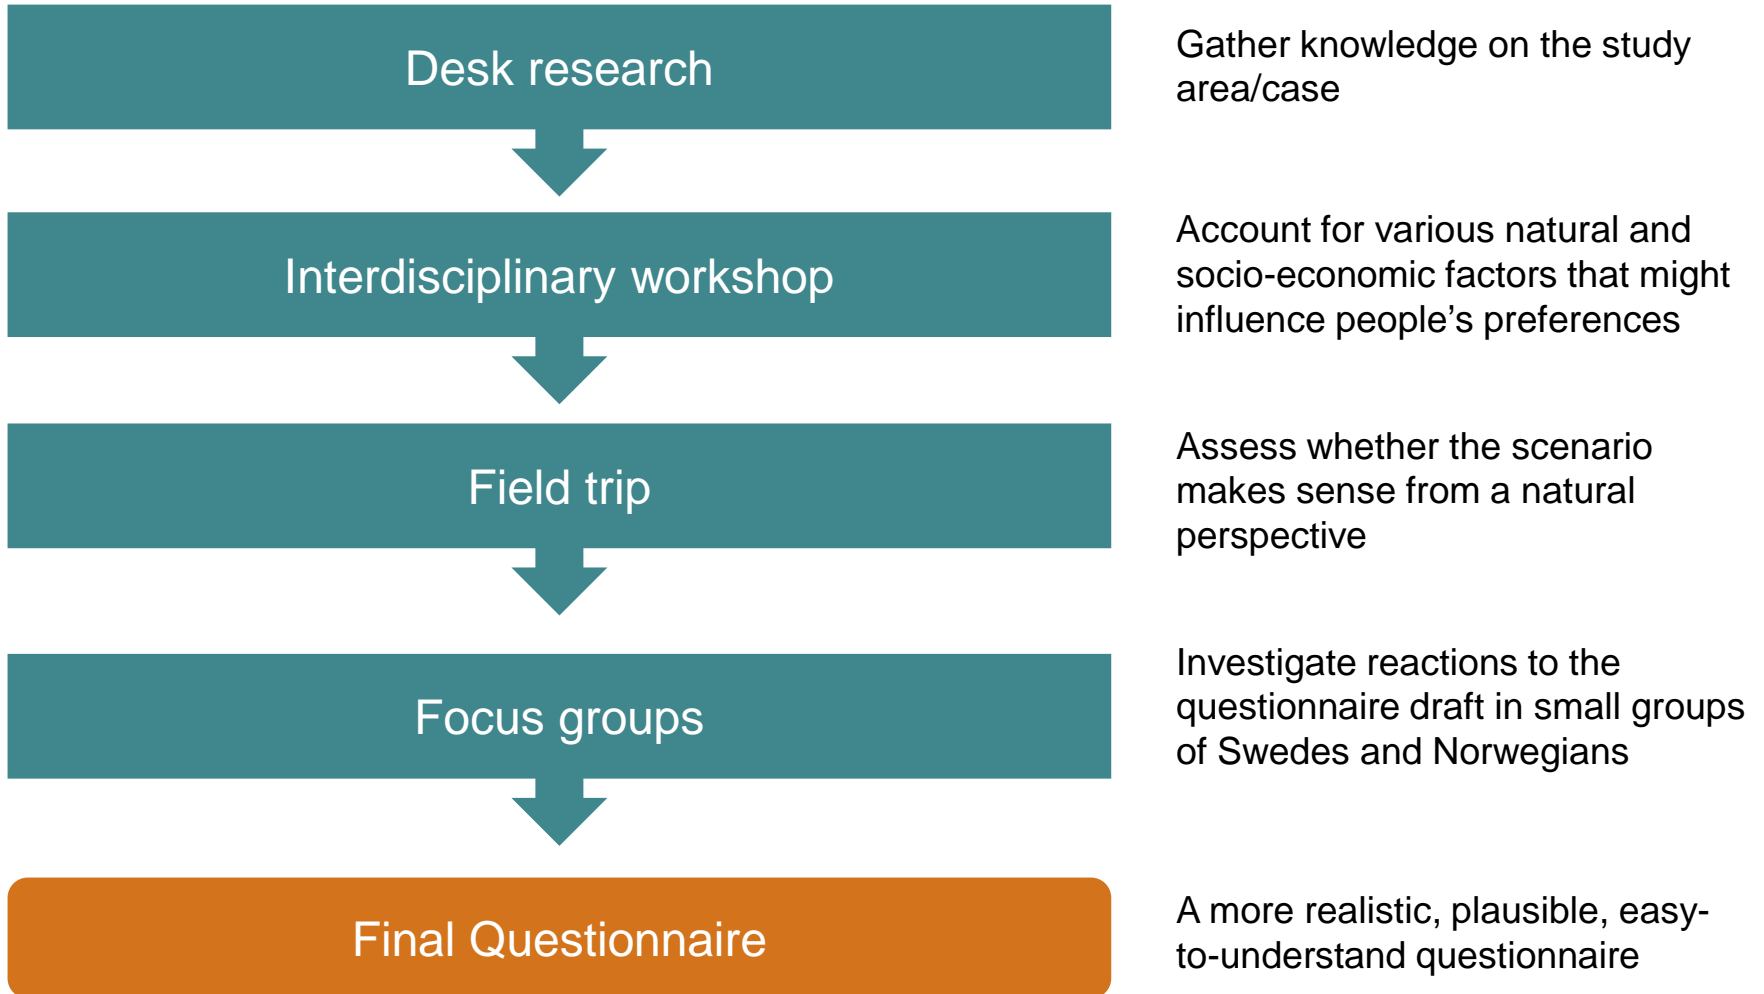 Desk research
Gather knowledge on the study
area/case
Interdisciplinary workshop
Account for various natural and
socio-economic factors that might
influence people’s preferences
Field trip
Assess whether the scenario
makes sense from a natural
perspective
Focus groups
Investigate reactions to the
questionnaire draft in small groups
of Swedes and Norwegians
Final Questionnaire
A more realistic, plausible, easy-
to-understand questionnaire